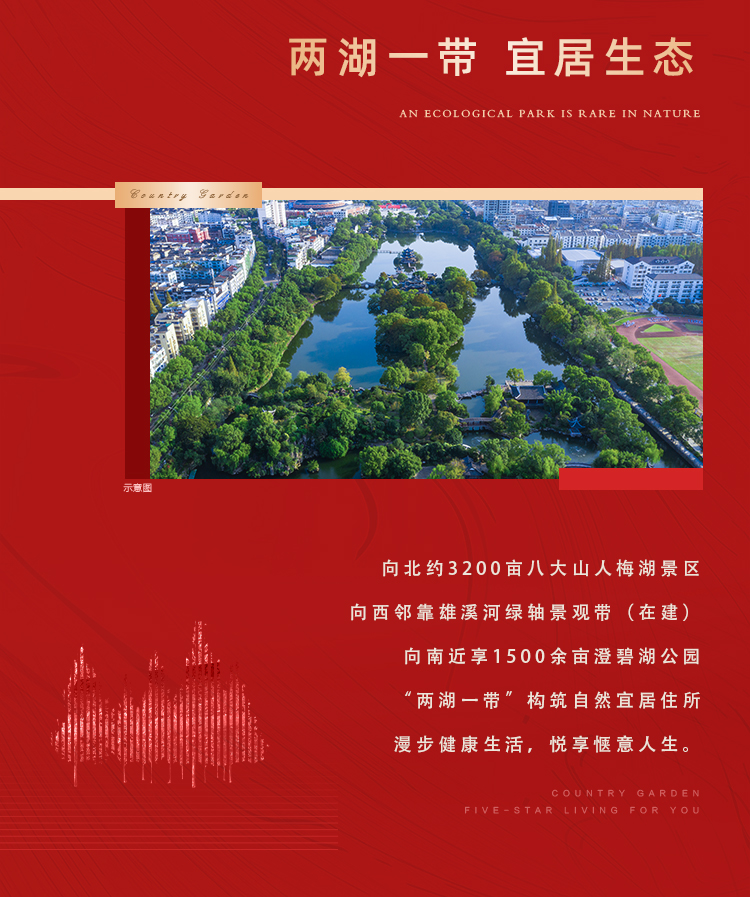 两湖一带 宜居生态
AN ECOLOGICAL PARK IS RARE IN NATURE
Country Garden
示意图
向北约3200亩八大山人梅湖景区
向西邻靠雄溪河绿轴景观带（在建）
向南近享1500余亩澄碧湖公园
“两湖一带”构筑自然宜居住所
漫步健康生活，悦享惬意人生。
COUNTRY GARDEN
FIVE-STAR LIVING FOR YOU